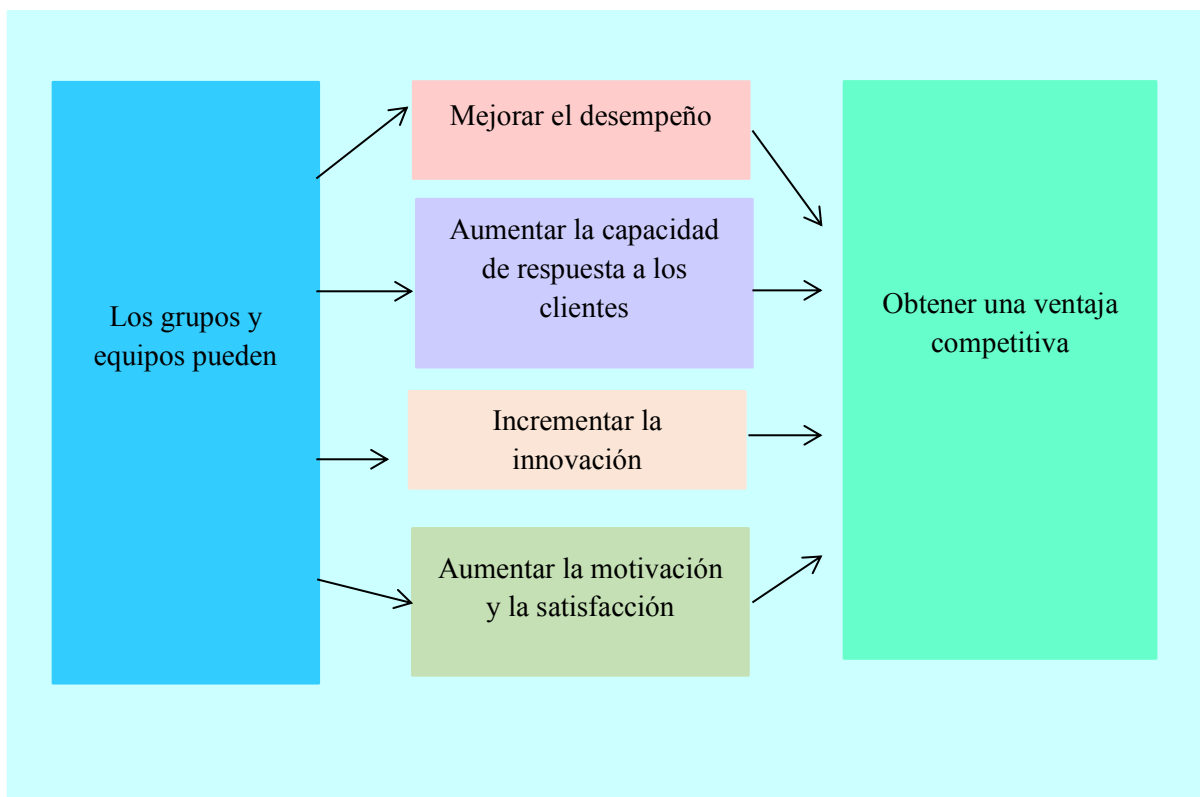 Los grupos y
equipos pueden
Mejorar el desempeño
Aumentar la capacidad
de respuesta a los
clientes
Incrementar la
innovación
Aumentar la motivación
y la satisfacción
Obtener una ventaja
competitiva